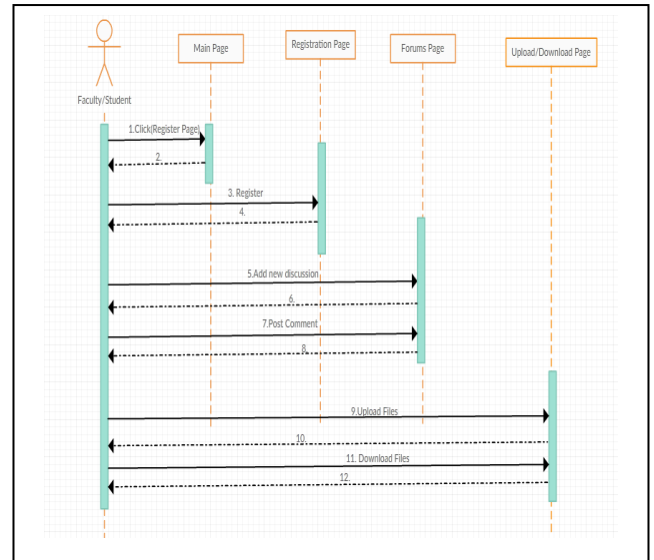 Main Page
Registration Page
Forums Page
Upload/Download Page
Faculty/Student
1.Click(Register Page)
2.
3. Register
4.
5.Add new discussion
6.
7.Post Comment
8.
9.Upload Files
10.
11. Download Files
12.